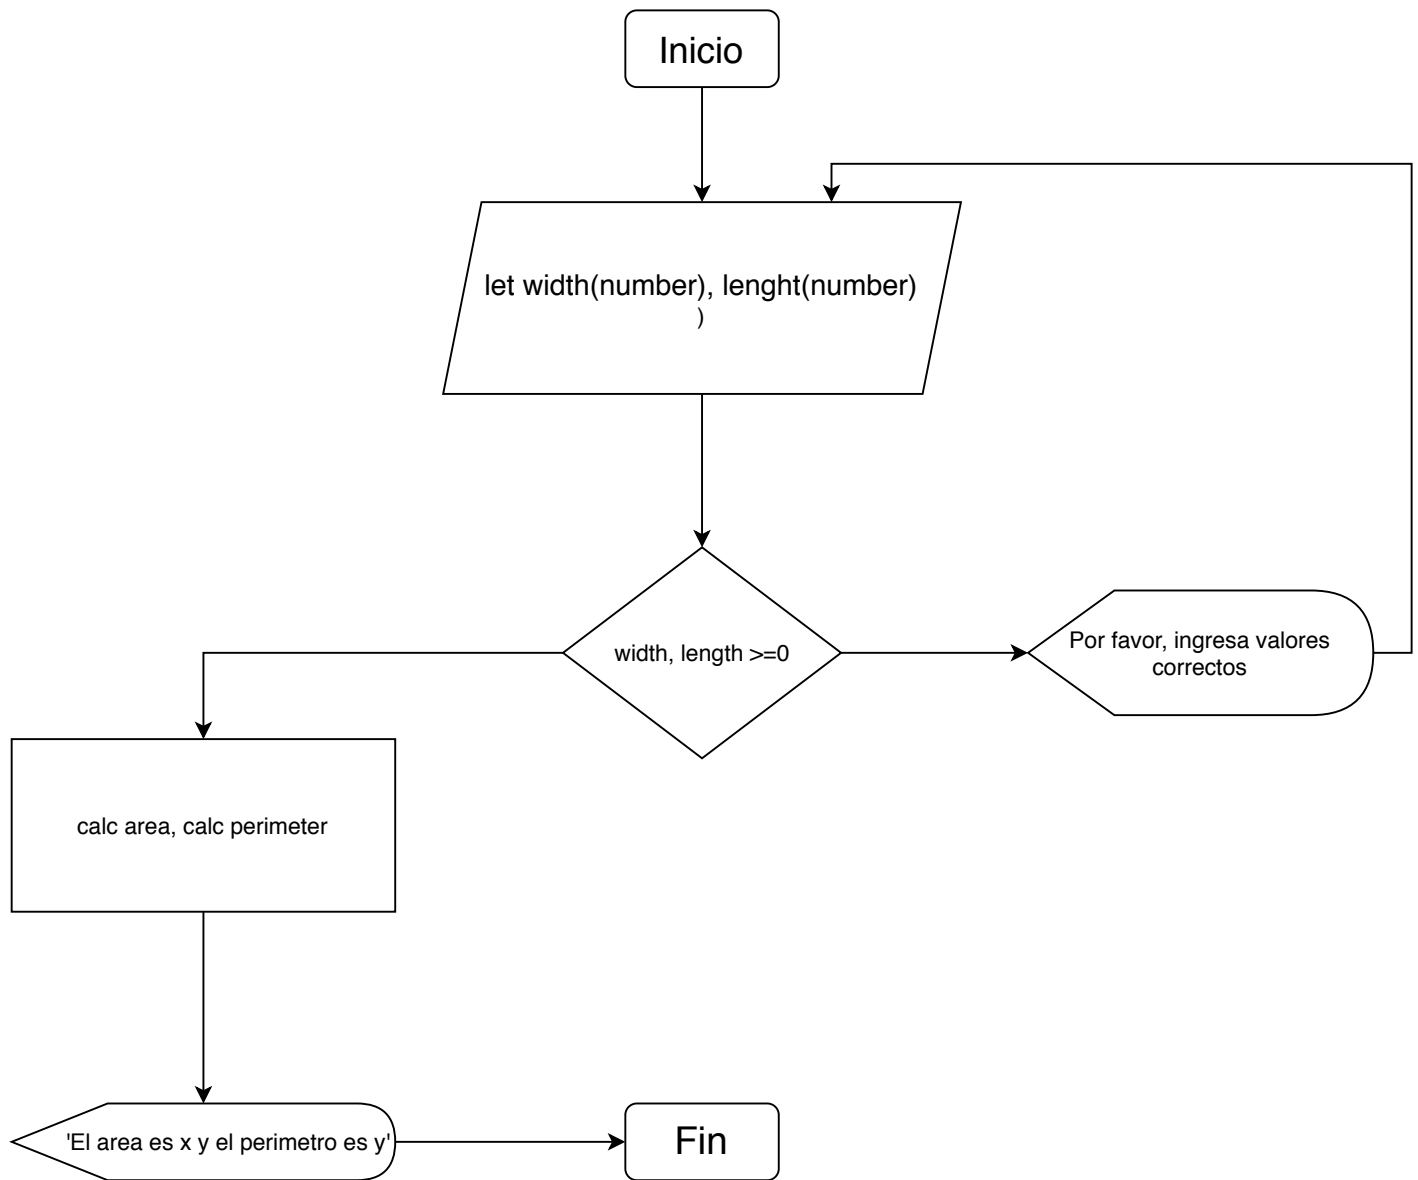 Inicio
let width(number), lenght(number)
)
width, length >=0
Por favor, ingresa valores
correctos
calc area, calc perimeter
'El area es x y el perimetro es y'
Fin